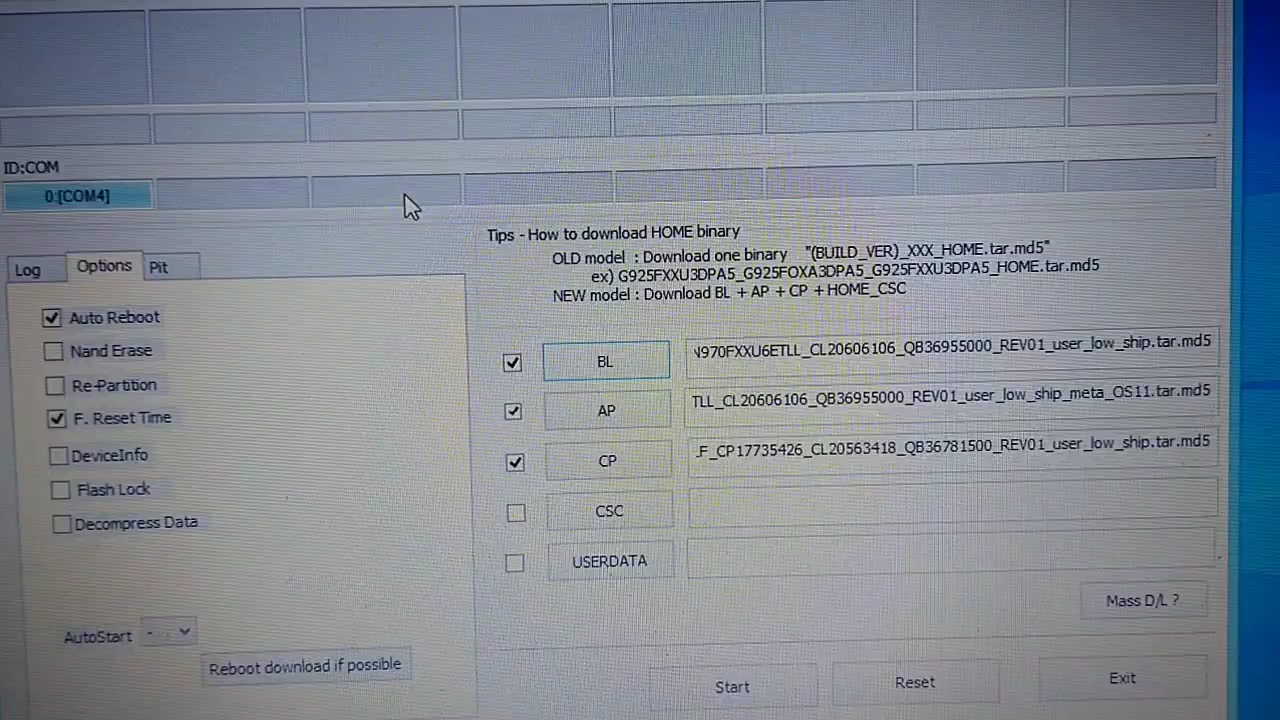 ID:COM
0:[COM4]
Log Options Pit
Tips - How to download HOME binary
OLD model : Download one binary "(BUILD_VER)_XXX_HOME.tar.md5"
ex) G925FXXU3DPA5_G925FOXA3DPA5_G925FXXU3DPA5_HOME.tar.md5
NEW model : Download BL + AP + CP + HOME_CSC
Auto Reboot
Nand Erase
Re-Partition
F. Reset Time
DeviceInfo
Flash Lock
Decompress Data
AutoStart -
Reboot download if possible
BL N970FXXU6ETLL_CL20606106_QB36955000_REV01_user_low_ship.tar.md5
AP TLL_CL20606106_QB36955000_REV01_user_low_ship_meta_OS11.tar.md5
CP .F_CP17735426_CL20563418_QB36781500_REV01_user_low_ship.tar.md5
CSC
USERDATA
Mass D/L ?
Start Reset Exit